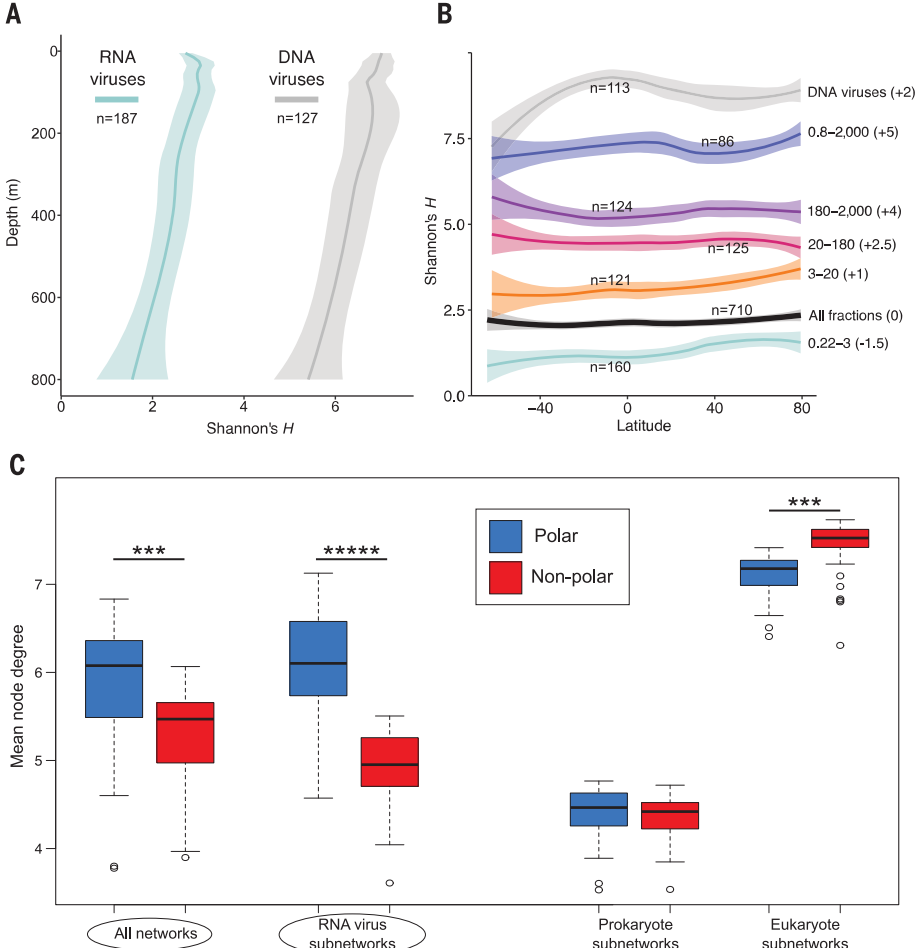 A
RNA
viruses
n=187
DNA
viruses
n=127
0
200
400
600
800
Depth (m)
0
2
4
6
Shannon's H
B
7.5
5.0
2.5
0.0
Shannon's H
n=113
n=86
n=124
n=125
n=121
n=710
n=160
DNA viruses (+2)
0.8–2,000 (+5)
180–2,000 (+4)
20–180 (+2.5)
3–20 (+1)
All fractions (0)
0.22–3 (-1.5)
−40
0
40
80
Latitude
C
Polar
Non-polar
***
*****
***
7
6
5
4
Mean node degree
All networks
RNA virus
subnetworks
Prokaryote
subnetworks
Eukaryote
subnetworks